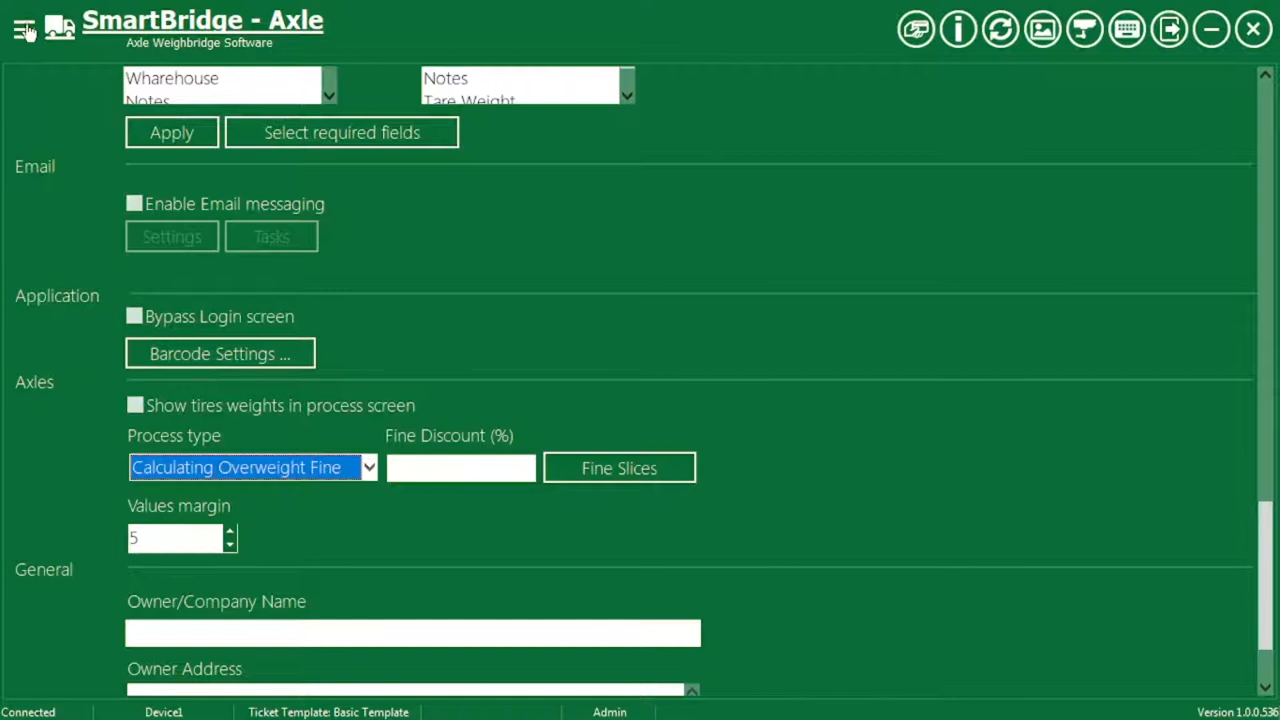 SmartBridge - Axle
Axle Weighbridge Software
Wharehouse
Notes
Notes
Tare Weight
Apply
Select required fields
Email
Enable Email messaging
Settings
Tasks
Application
Bypass Login screen
Barcode Settings ...
Axles
Show tires weights in process screen
Process type
Fine Discount (%)
Calculating Overweight Fine
Fine Slices
Values margin
5
General
Owner/Company Name
Owner Address
Connected
Device1
Ticket Template: Basic Template
Admin
Version 1.0.0.536